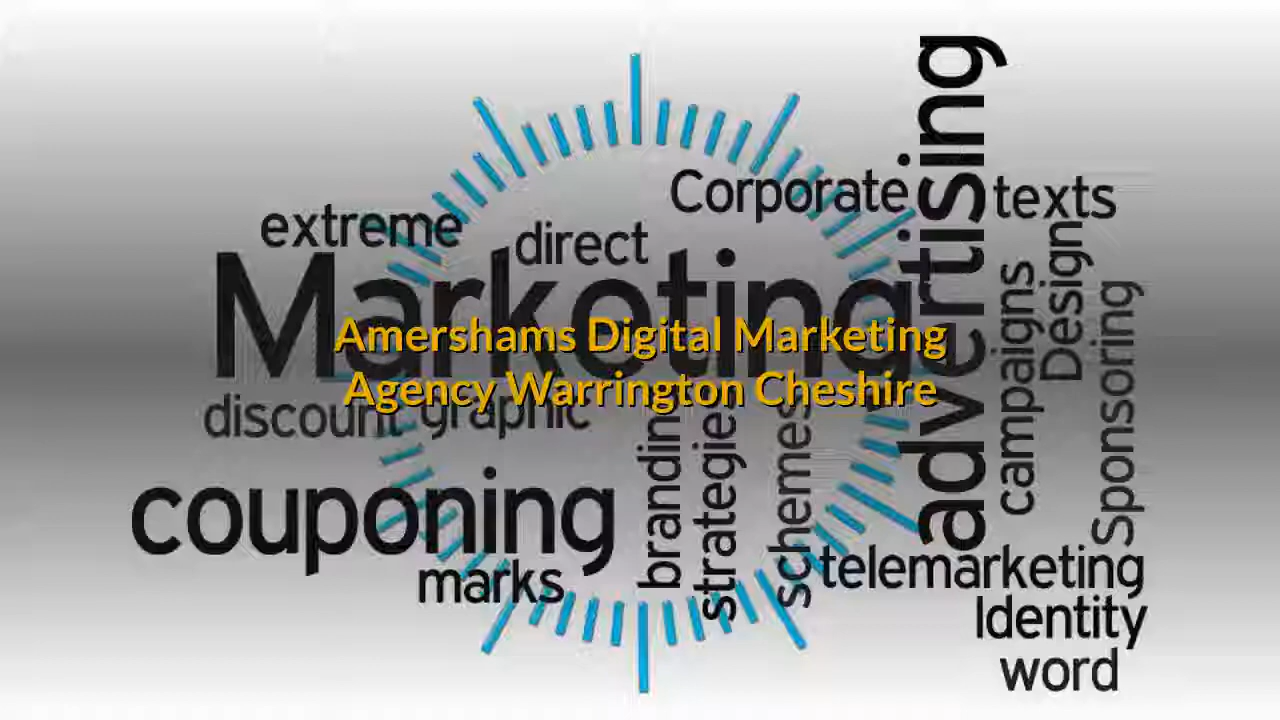 advertising
Corporate
texts
extreme
direct
Design
Marketing
campaigns
Sponsoring
Amershams Digital Marketing
Agency Warrington Cheshire
discount
graphic
branding
strategies
schemes
couponing
marks
telemarketing
Identity
word